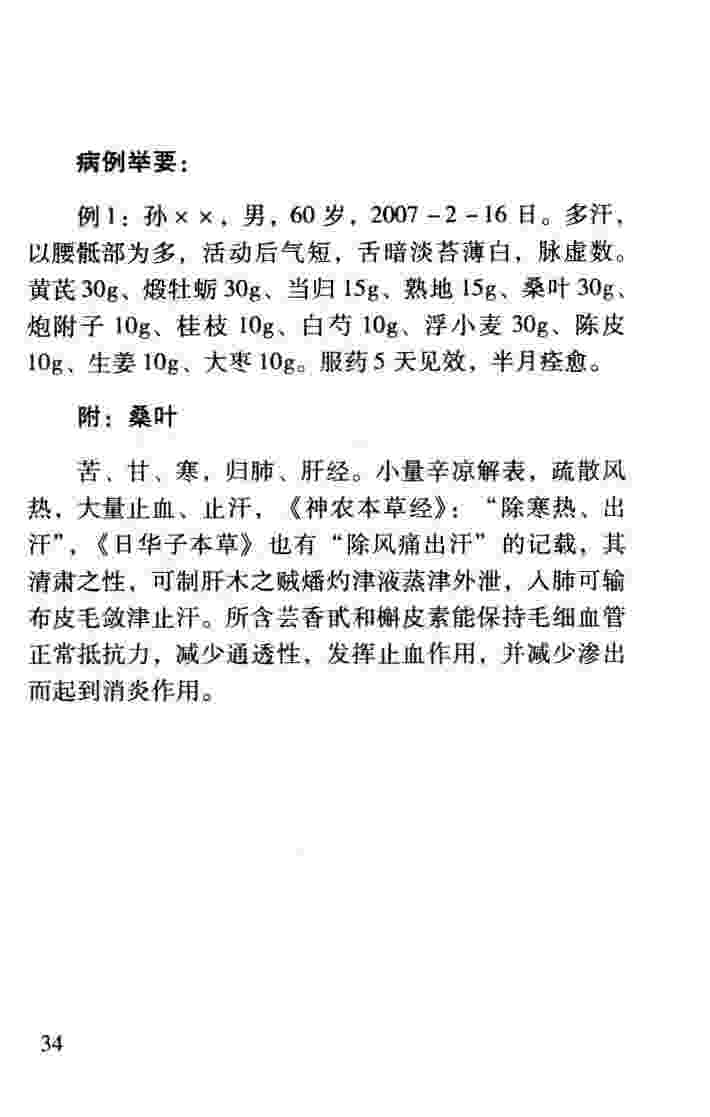 病例举要：
例1：孙××，男，60岁，2007－2－16日。多汗，
以腰骶部为多，活动后气短，舌暗淡苔薄白，脉虚数。
黄芪30g、煅牡蛎30g、当归15g、熟地15g、桑叶30g、
炮附子10g、桂枝10g、白芍10g、浮小麦30g、陈皮
10g、生姜10g、大枣10g。服药5天见效，半月痊愈。
附：桑叶
苦、甘、寒，归肺、肝经。小量辛凉解表，疏散风
热，大量止血、止汗，《神农本草经》：“除寒热、出
汗”，《日华子本草》也有“除风痛出汗”的记载，其
清肃之性，可制肝木之贼燔灼津液蒸津外泄，入肺可输
布皮毛敛津止汗。所含芸香甙和槲皮素能保持毛细血管
正常抵抗力，减少通透性，发挥止血作用，并减少渗出
而起到消炎作用。
34